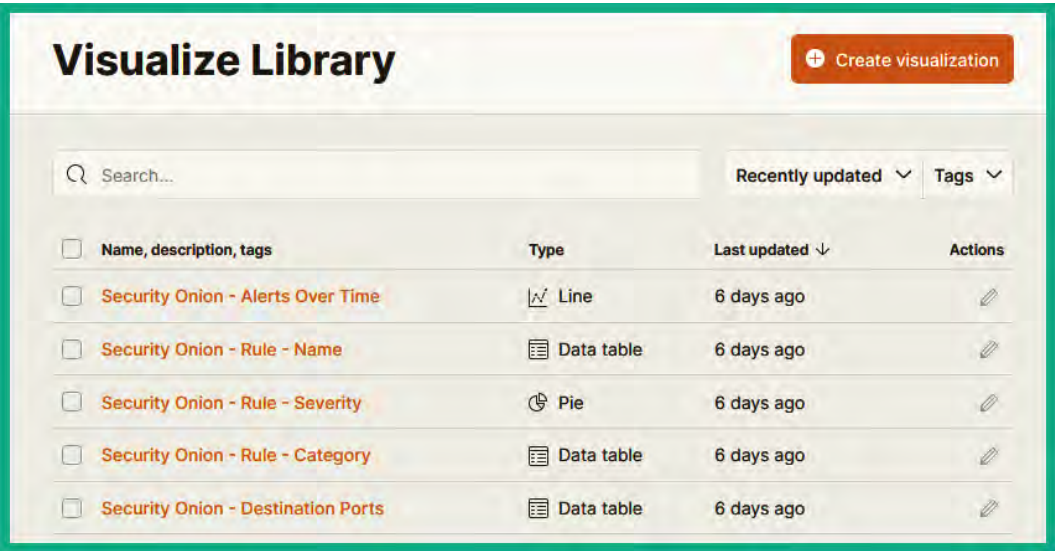 Visualize Library
Create visualization
Search...
Recently updated
Tags
Name, description, tags Type Last updated Actions
Security Onion - Alerts Over Time Line 6 days ago
Security Onion - Rule - Name Data table 6 days ago
Security Onion - Rule - Severity Pie 6 days ago
Security Onion - Rule - Category Data table 6 days ago
Security Onion - Destination Ports Data table 6 days ago